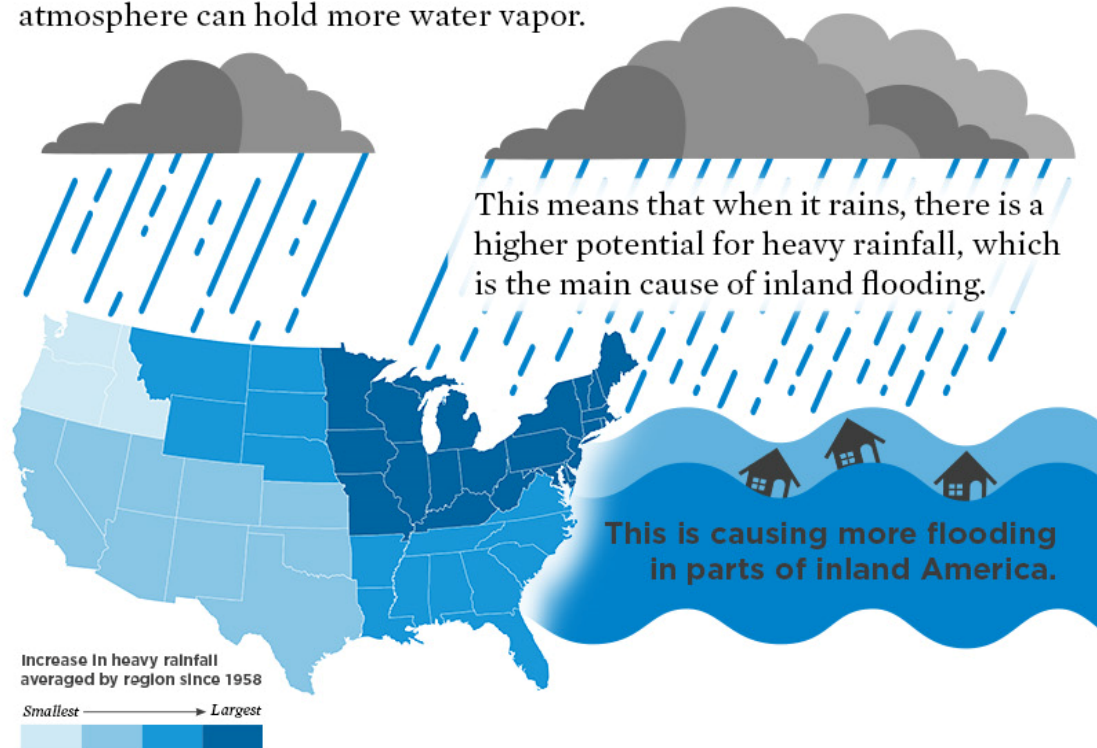 atmosphere can hold more water vapor.
This means that when it rains, there is a
higher potential for heavy rainfall, which
is the main cause of inland flooding.
This is causing more flooding
in parts of inland America.
Increase in heavy rainfall
averaged by region since 1958
Smallest Largest